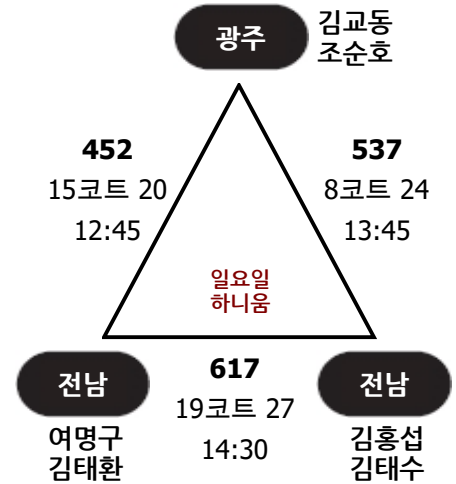 광주
김교동
조순호
452
15코트 20
12:45
537
8코트 24
13:45
일요일
하니움
전남
여명구
김태환
617
19코트 27
14:30
전남
김홍섭
김태수